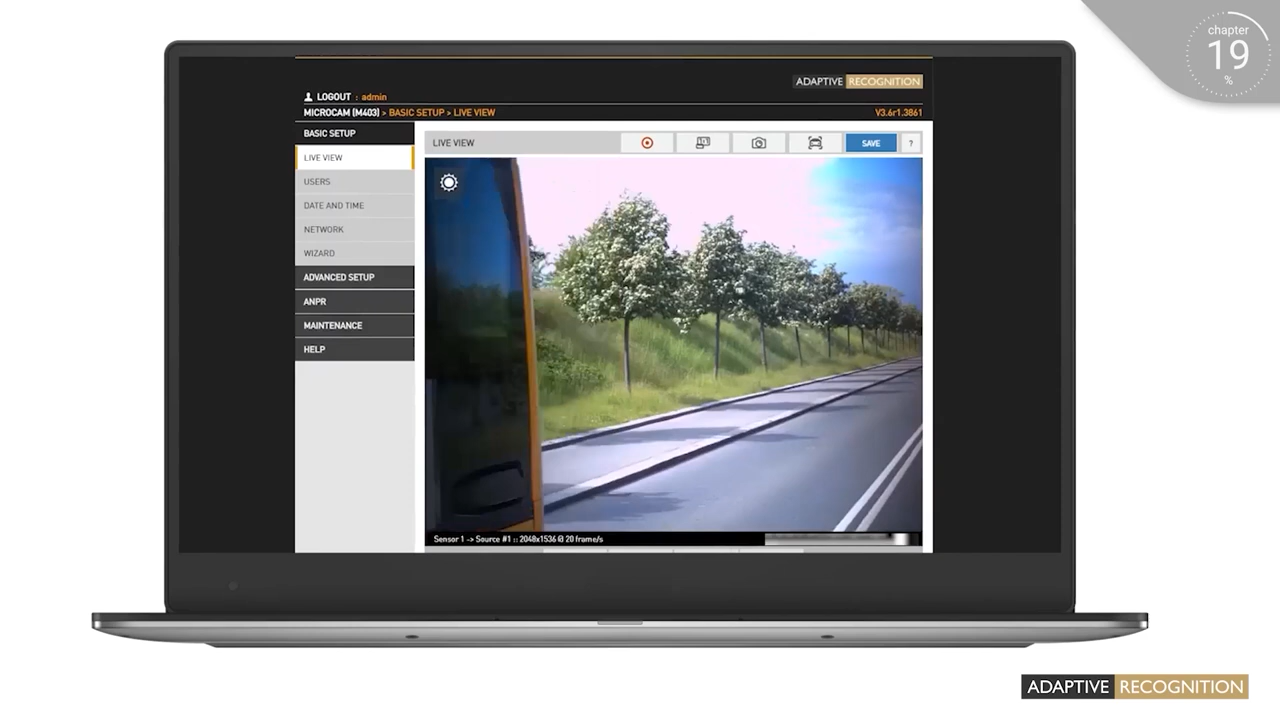 chapter
19
%
ADAPTIVE RECOGNITION
LOGOUT : admin
MICROCAM (M403) > BASIC SETUP > LIVE VIEW
V3.6r1.3861
BASIC SETUP
LIVE VIEW
USERS
DATE AND TIME
NETWORK
WIZARD
ADVANCED SETUP
ANPR
MAINTENANCE
HELP
LIVE VIEW
SAVE
?
Sensor 1 -> Source #1 :: 2048x1536 @ 20 frame/s
ADAPTIVE RECOGNITION